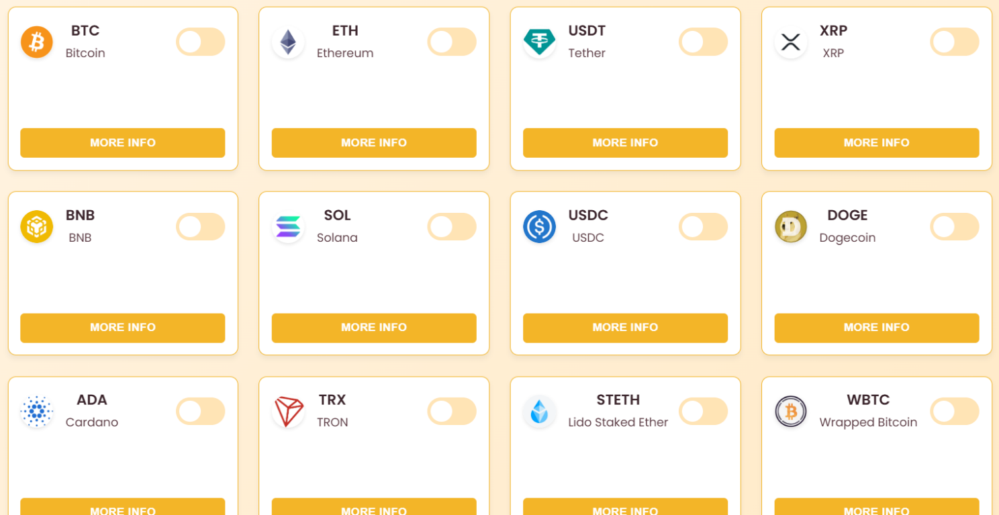 BTC
Bitcoin
MORE INFO
ETH
Ethereum
MORE INFO
USDT
Tether
MORE INFO
XRP
XRP
MORE INFO
BNB
BNB
MORE INFO
SOL
Solana
MORE INFO
USDC
USDC
MORE INFO
DOGE
Dogecoin
MORE INFO
ADA
Cardano
MORE INFO
TRX
TRON
MORE INFO
STETH
Lido Staked Ether
MORE INFO
WBTC
Wrapped Bitcoin
MORE INFO